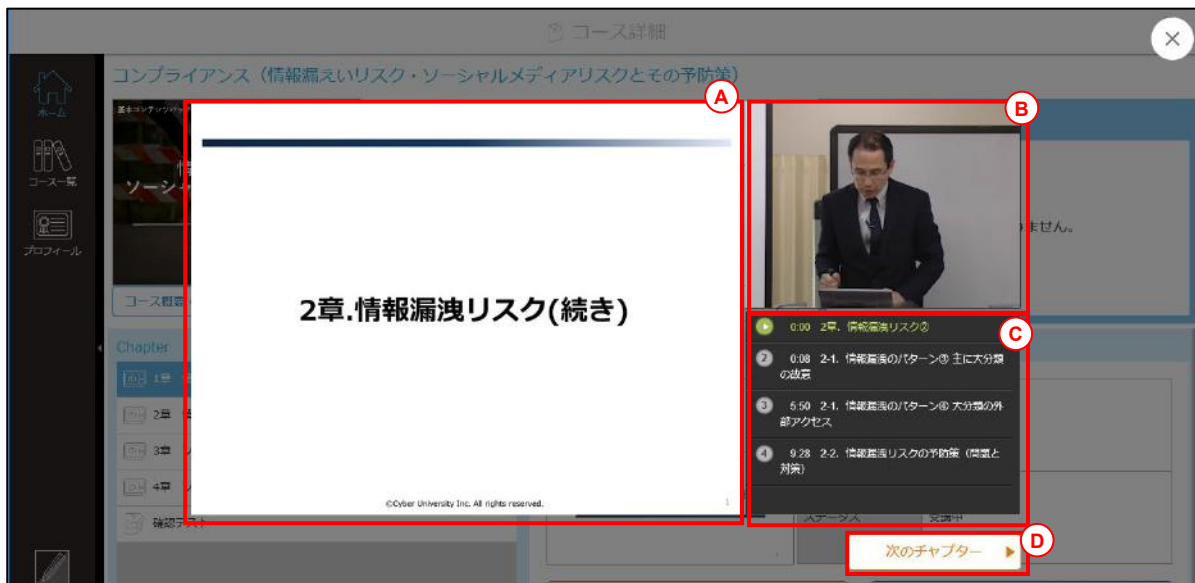 コース詳細
コンプライアンス（情報漏えいリスク・ソーシャルメディアリスクとその予防策）
A
B
ホーム
コース一覧
プロフィール
ソーシャ
ません。
コース概要
2章.情報漏洩リスク(続き)
C
0:00 2章. 情報漏洩リスク②
2 0:08 2-1. 情報漏洩のパターン③ 主に大分類
の故意
3 5:50 2-1. 情報漏洩のパターン④ 大分類の外
部アクセス
4 9:28 2-2. 情報漏洩リスクの予防策（問題と
対策）
Chapter
1章
2章
3章
4章
確認テスト
©Cyber University Inc. All rights reserved.
1
ステータス
受講中
次のチャプター
D